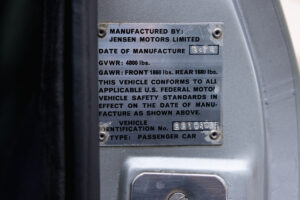 MANUFACTURED BY:
JENSEN MOTORS LIMITED
DATE OF MANUFACTURE
GVWR: 4000 lbs.
GAWR: FRONT 1880 lbs. REAR 1880 lbs.
THIS VEHICLE CONFORMS TO ALL
APPLICABLE U.S. FEDERAL MOTOR
VEHICLE SAFETY STANDARDS IN
EFFECT ON THE DATE OF MANU-
FACTURE AS SHOWN ABOVE.
VEHICLE
IDENTIFICATION No.
TYPE: PASSENGER CAR